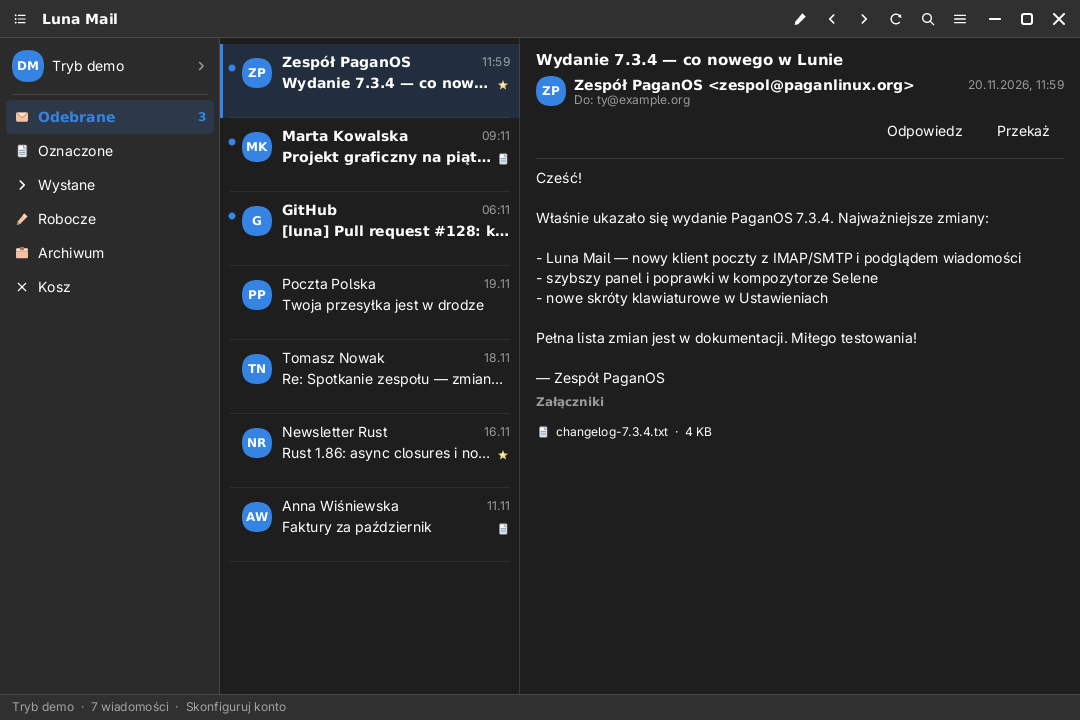 Luna Mail
DM Tryb demo
Odebrane 3
Oznaczone
Wysłane
Robocze
Archiwum
Kosz
ZP Zespół PaganOS 11:59
Wydanie 7.3.4 — co now...
MK Marta Kowalska 09:11
Projekt graficzny na piąt...
G GitHub 06:11
[luna] Pull request #128: k...
PP Poczta Polska 19.11
Twoja przesyłka jest w drodze
TN Tomasz Nowak 18.11
Re: Spotkanie zespołu — zmian...
NR Newsletter Rust 16.11
Rust 1.86: async closures i no...
AW Anna Wiśniewska 11.11
Faktury za październik
Wydanie 7.3.4 — co nowego w Lunie
ZP Zespół PaganOS <zespol@paganlinux.org> 20.11.2026, 11:59
Do: ty@example.org
Odpowiedz Przekaż
Cześć!
Właśnie ukazało się wydanie PaganOS 7.3.4. Najważniejsze zmiany:
- Luna Mail — nowy klient poczty z IMAP/SMTP i podglądem wiadomości
- szybszy panel i poprawki w kompozytorze Selene
- nowe skróty klawiaturowe w Ustawieniach
Pełna lista zmian jest w dokumentacji. Miłego testowania!
— Zespół PaganOS
Załączniki
changelog-7.3.4.txt · 4 KB
Tryb demo · 7 wiadomości · Skonfiguruj konto